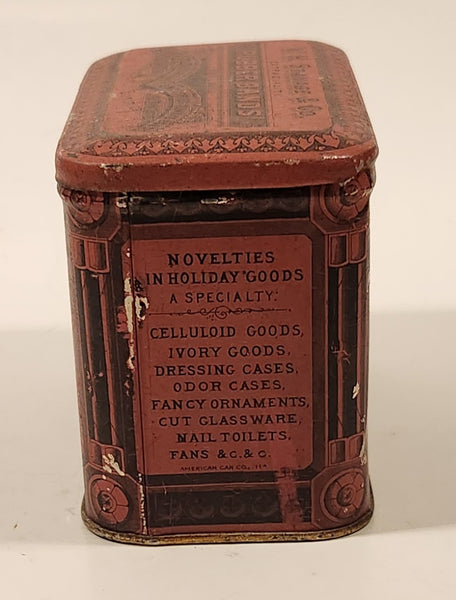 NOVELTIES
IN HOLIDAY GOODS
A SPECIALTY.
CELLULOID GOODS,
IVORY GOODS,
DRESSING CASES,
ODOR CASES,
FANCY ORNAMENTS,
CUT GLASSWARE,
NAIL TOILETS,
FANS &C.&C.
AMERICAN CAN CO., 11A